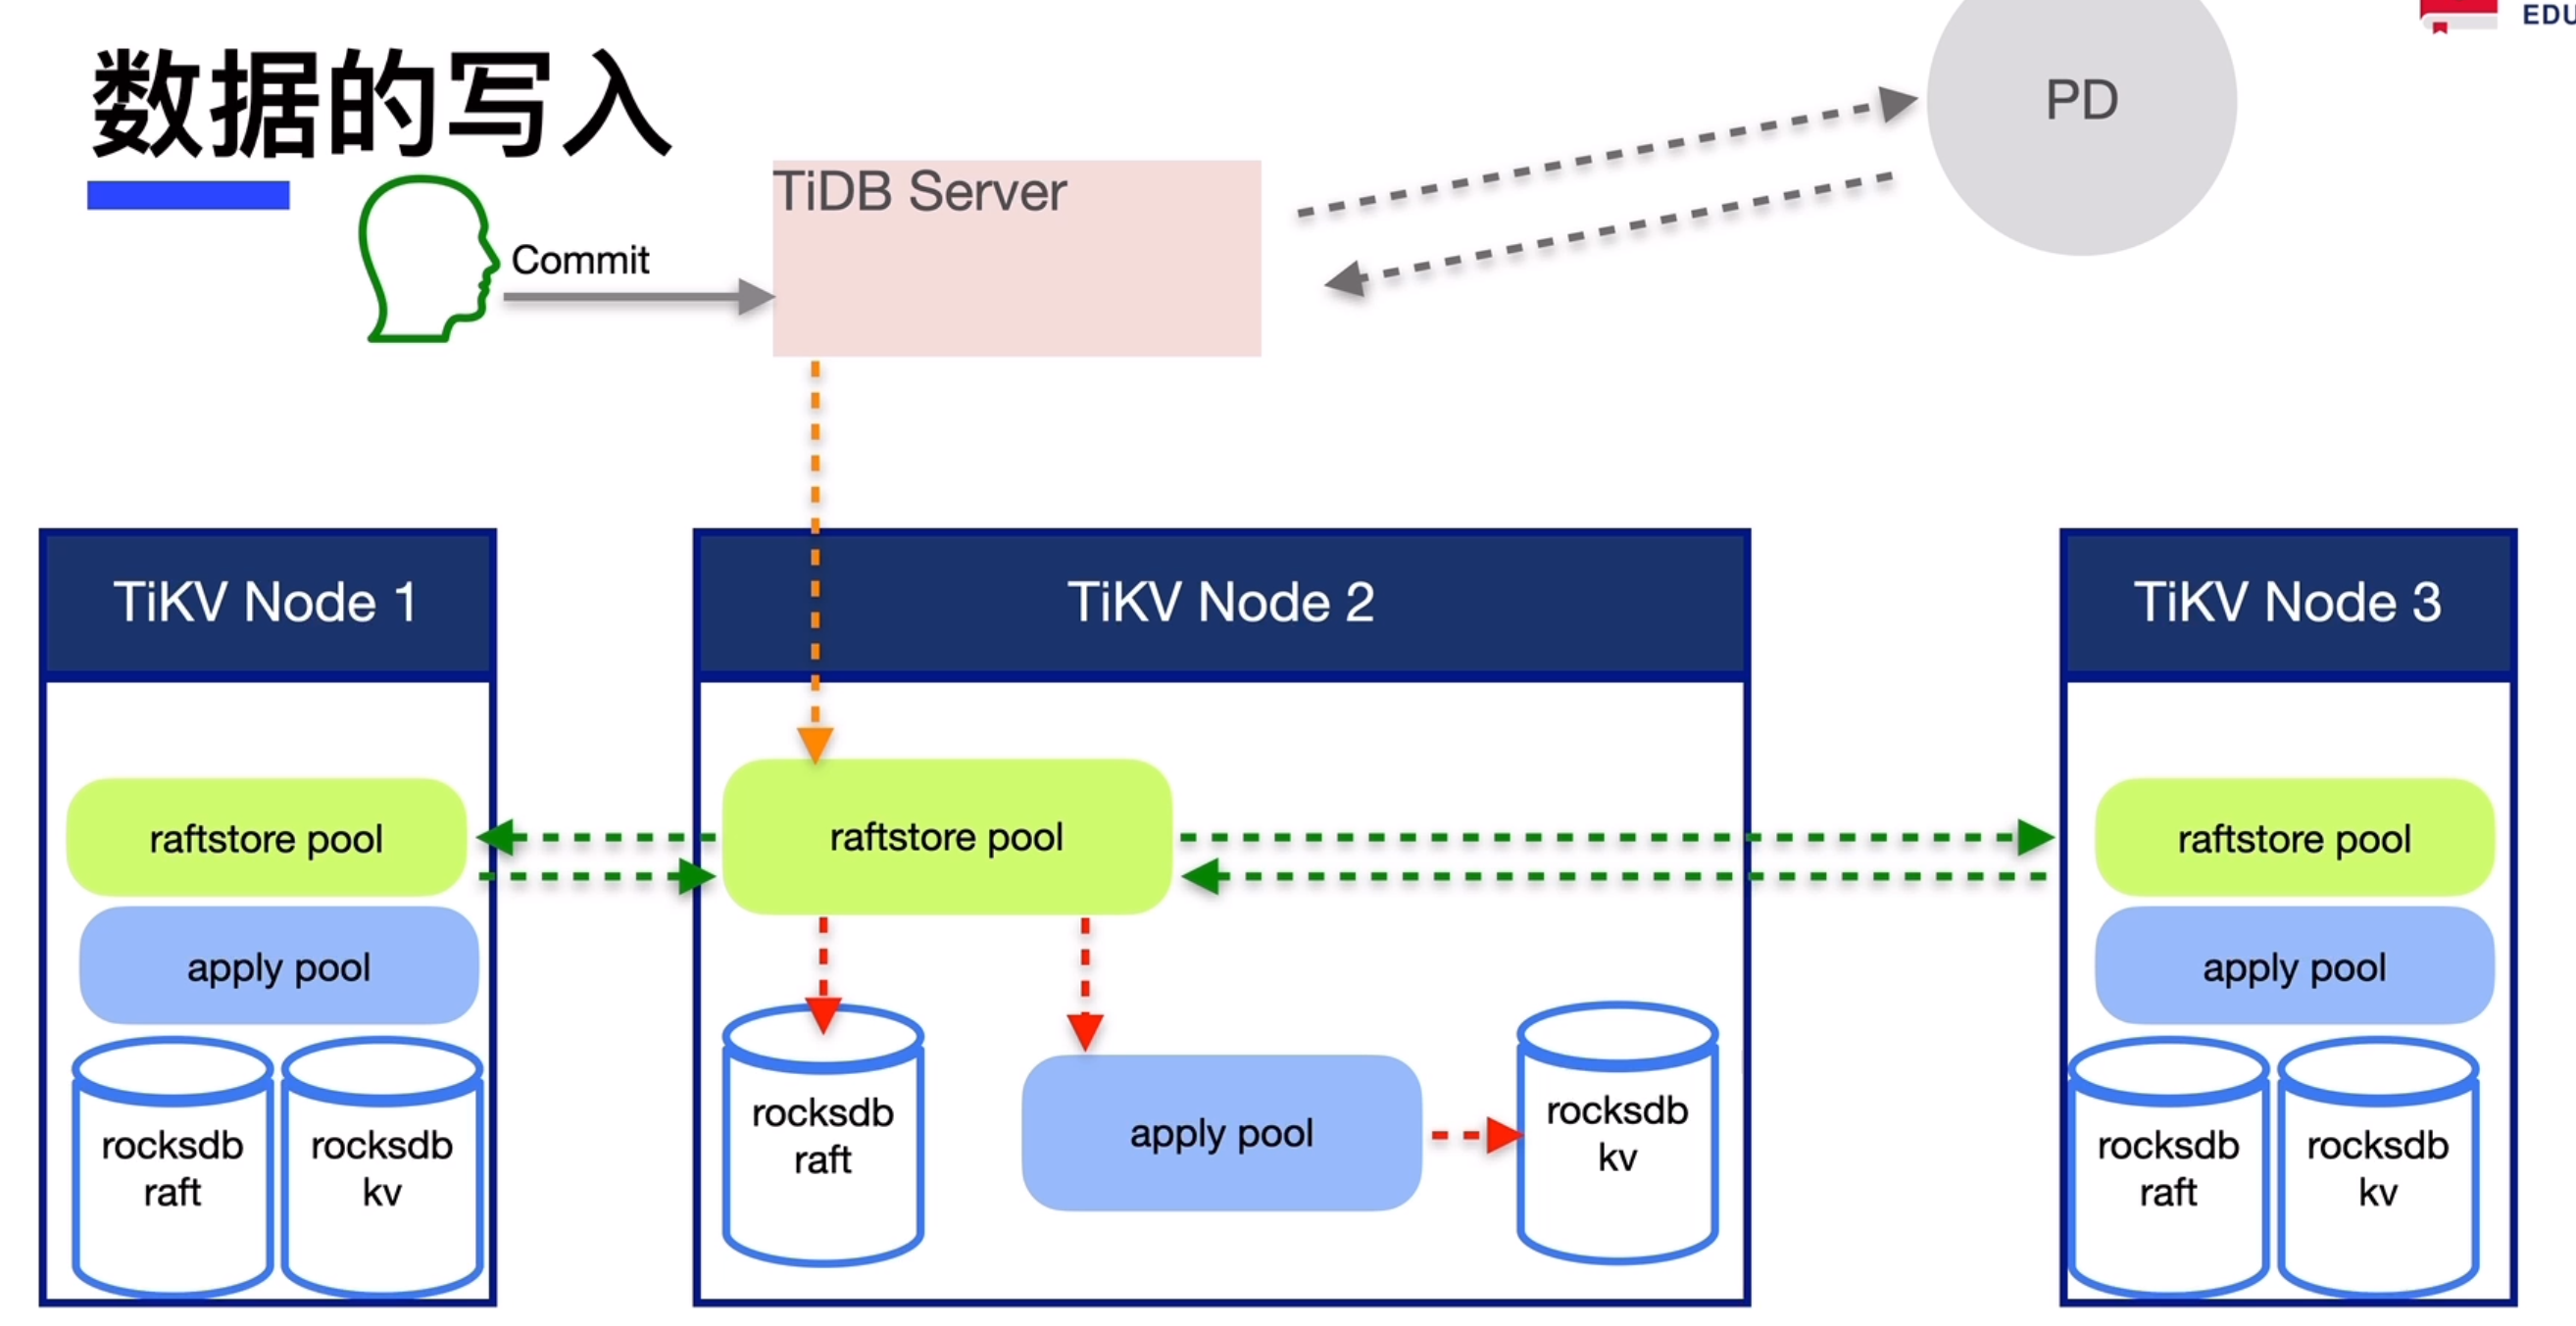 数据的写入
EDU
PD
TiDB Server
Commit
TiKV Node 1
TiKV Node 2
TiKV Node 3
raftstore pool
raftstore pool
raftstore pool
apply pool
apply pool
rocksdb
raft
apply pool
rocksdb
kv
rocksdb
raft
rocksdb
kv
rocksdb
raft
rocksdb
kv